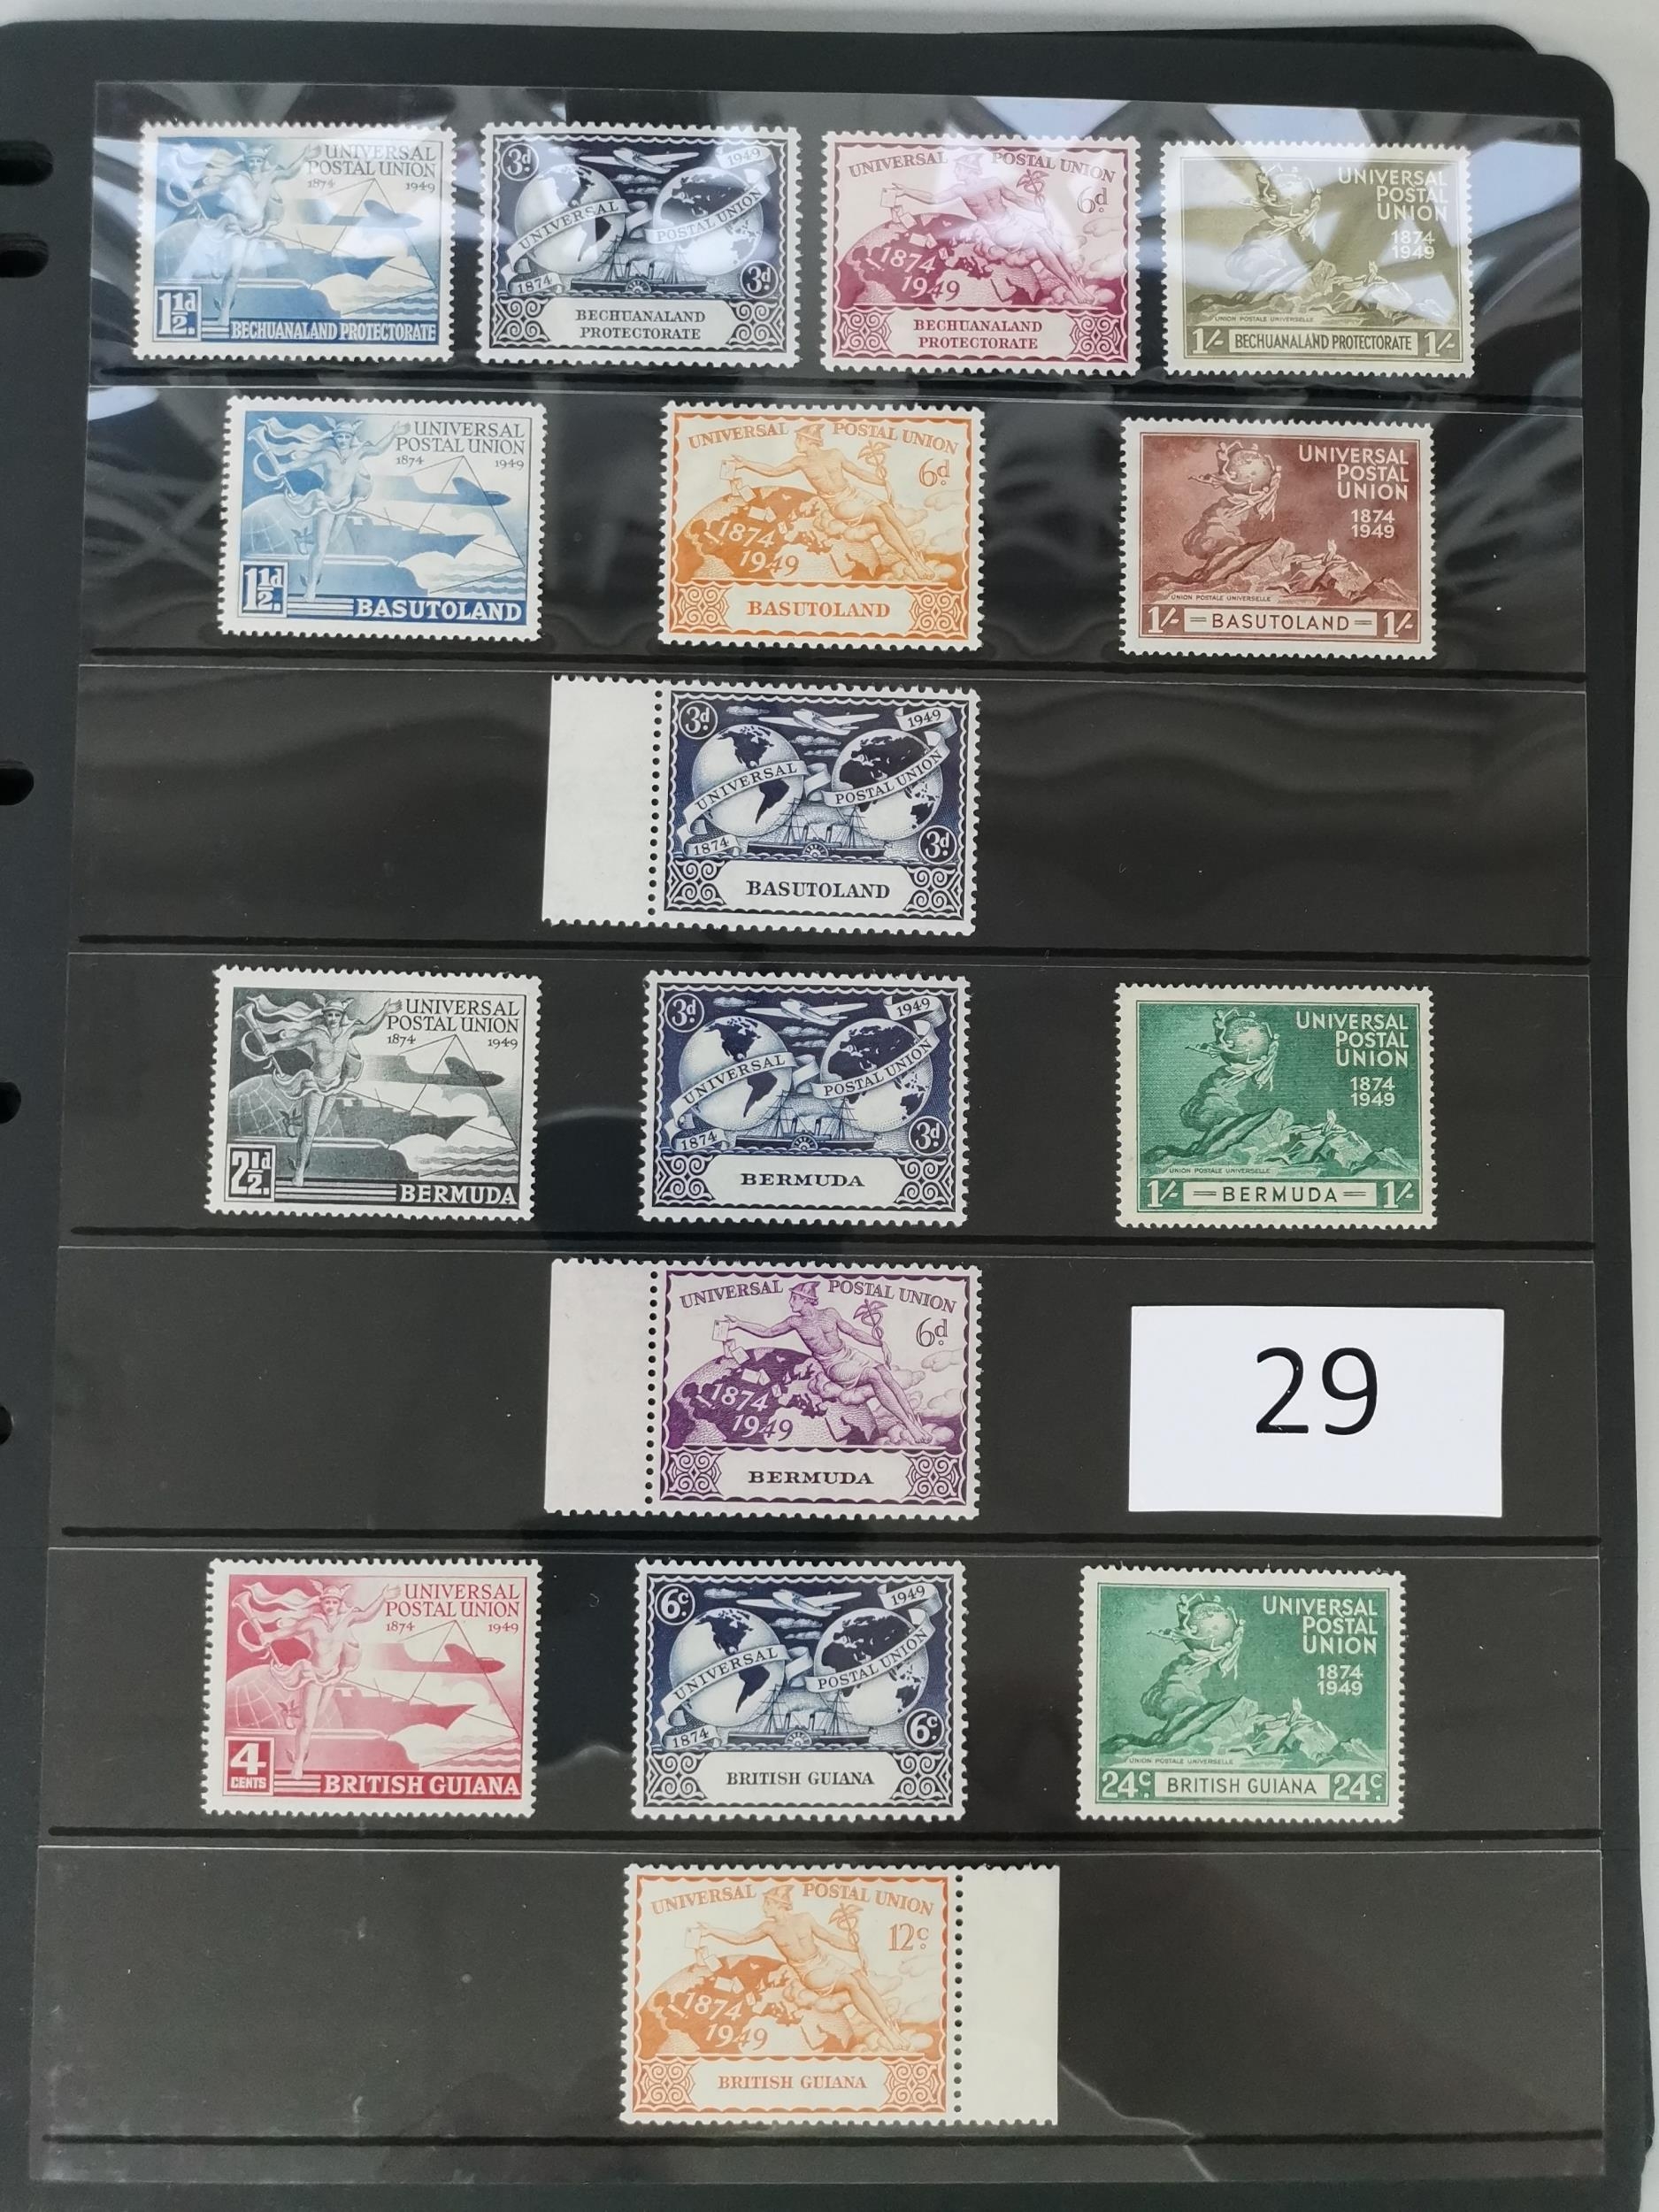 UNIVERSAL
POSTAL UNION
1874 1949
1½d.
BECHUANALAND PROTECTORATE
3d. 1949
UNIVERSAL POSTAL UNION
1874 3d.
BECHUANALAND
PROTECTORATE
UNIVERSAL POSTAL UNION
6d.
1874
1949
BECHUANALAND
PROTECTORATE
UNIVERSAL
POSTAL
UNION
1874
1949
UNION POSTALE UNIVERSELLE
1/- BECHUANALAND PROTECTORATE 1/-
UNIVERSAL
POSTAL UNION
1874 1949
1½d.
BASUTOLAND
UNIVERSAL POSTAL UNION
6d.
1874
1949
BASUTOLAND
UNIVERSAL
POSTAL
UNION
1874
1949
UNION POSTALE UNIVERSELLE
1/- BASUTOLAND 1/-
3d. 1949
UNIVERSAL POSTAL UNION
1874 3d.
BASUTOLAND
UNIVERSAL
POSTAL UNION
1874 1949
2½d.
BERMUDA
3d. 1949
UNIVERSAL POSTAL UNION
1874 3d.
BERMUDA
UNIVERSAL
POSTAL
UNION
1874
1949
UNION POSTALE UNIVERSELLE
1/- BERMUDA 1/-
UNIVERSAL POSTAL UNION
6d.
1874
1949
BERMUDA
29
UNIVERSAL
POSTAL UNION
1874 1949
4
CENTS
BRITISH GUIANA
6c. 1949
UNIVERSAL POSTAL UNION
1874 6c.
BRITISH GUIANA
UNIVERSAL
POSTAL
UNION
1874
1949
UNION POSTALE UNIVERSELLE
24c. BRITISH GUIANA 24c.
UNIVERSAL POSTAL UNION
12c.
1874
1949
BRITISH GUIANA